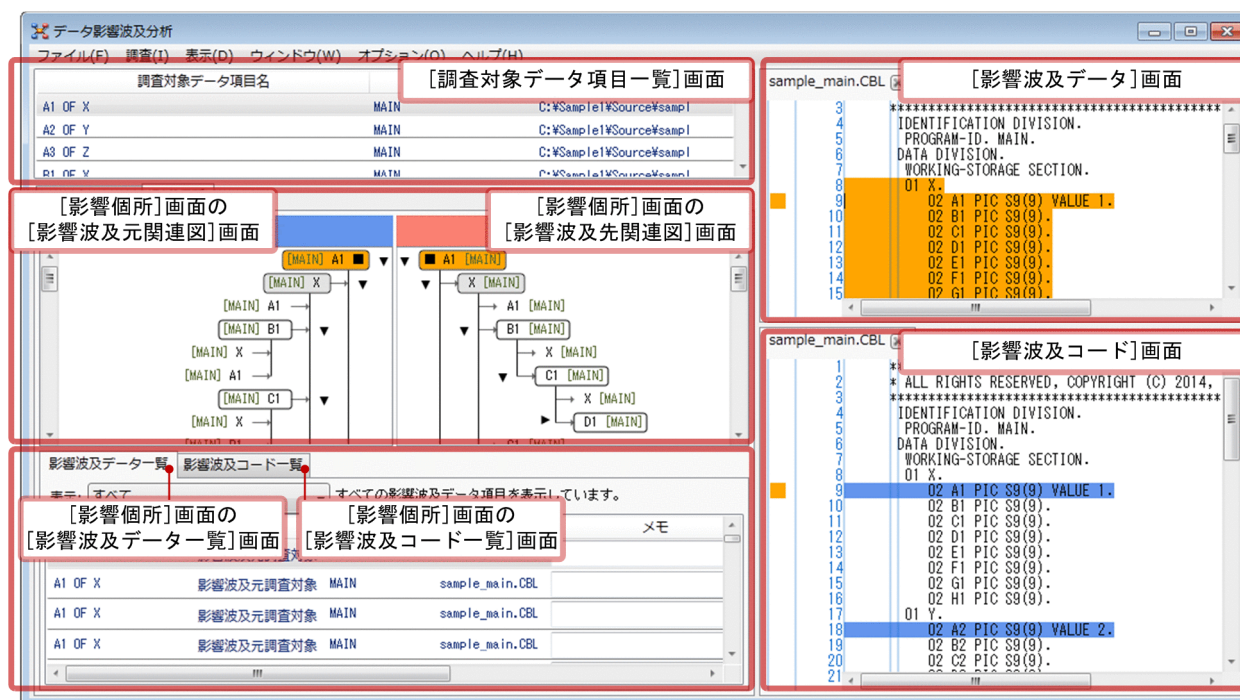 データ影響波及分析
ファイル(F) 調査(I) 表示(D) ウィンドウ(W) オプション(O) ヘルプ(H)
調査対象データ項目名
[調査対象データ項目一覧]画面
A1 OF X MAIN C:¥Sample1¥Source¥sampl
A2 OF Y MAIN C:¥Sample1¥Source¥sampl
A3 OF Z MAIN C:¥Sample1¥Source¥sampl
B1 OF X MAIN C:¥Sample1¥Source¥sampl
[影響個所]画面の
[影響波及元関連図]画面
[影響個所]画面の
[影響波及先関連図]画面
[MAIN] A1 ■ ▼
[MAIN] X ▼
[MAIN] A1
[MAIN] B1 ▼
[MAIN] X
[MAIN] A1
[MAIN] C1 ▼
[MAIN] X
[MAIN] B1
▼ ■ A1 [MAIN]
▼ X [MAIN]
A1 [MAIN]
▼ B1 [MAIN]
X [MAIN]
▼ C1 [MAIN]
X [MAIN]
▶ D1 [MAIN]
C1 [MAIN]
影響波及データ一覧 影響波及コード一覧
表示: すべて すべての影響波及データ項目を表示しています。
[影響個所]画面の
[影響波及データ一覧]画面
[影響個所]画面の
[影響波及コード一覧]画面
メモ
A1 OF X 影響波及元調査対象 MAIN sample_main.CBL
A1 OF X 影響波及元調査対象 MAIN sample_main.CBL
A1 OF X 影響波及元調査対象 MAIN sample_main.CBL
sample_main.CBL
[影響波及データ]画面
3 *******************************************
4 IDENTIFICATION DIVISION.
5 PROGRAM-ID. MAIN.
6 DATA DIVISION.
7 WORKING-STORAGE SECTION.
8 01 X.
9 02 A1 PIC S9(9) VALUE 1.
10 02 B1 PIC S9(9).
11 02 C1 PIC S9(9).
12 02 D1 PIC S9(9).
13 02 E1 PIC S9(9).
14 02 F1 PIC S9(9).
15 02 G1 PIC S9(9).
sample_main.CBL
[影響波及コード]画面
1 **
2 * ALL RIGHTS RESERVED, COPYRIGHT (C) 2014,
3 *******************************************
4 IDENTIFICATION DIVISION.
5 PROGRAM-ID. MAIN.
6 DATA DIVISION.
7 WORKING-STORAGE SECTION.
8 01 X.
9 02 A1 PIC S9(9) VALUE 1.
10 02 B1 PIC S9(9).
11 02 C1 PIC S9(9).
12 02 D1 PIC S9(9).
13 02 E1 PIC S9(9).
14 02 F1 PIC S9(9).
15 02 G1 PIC S9(9).
16 02 H1 PIC S9(9).
17 01 Y.
18 02 A2 PIC S9(9) VALUE 2.
19 02 B2 PIC S9(9).
20 02 C2 PIC S9(9).
21